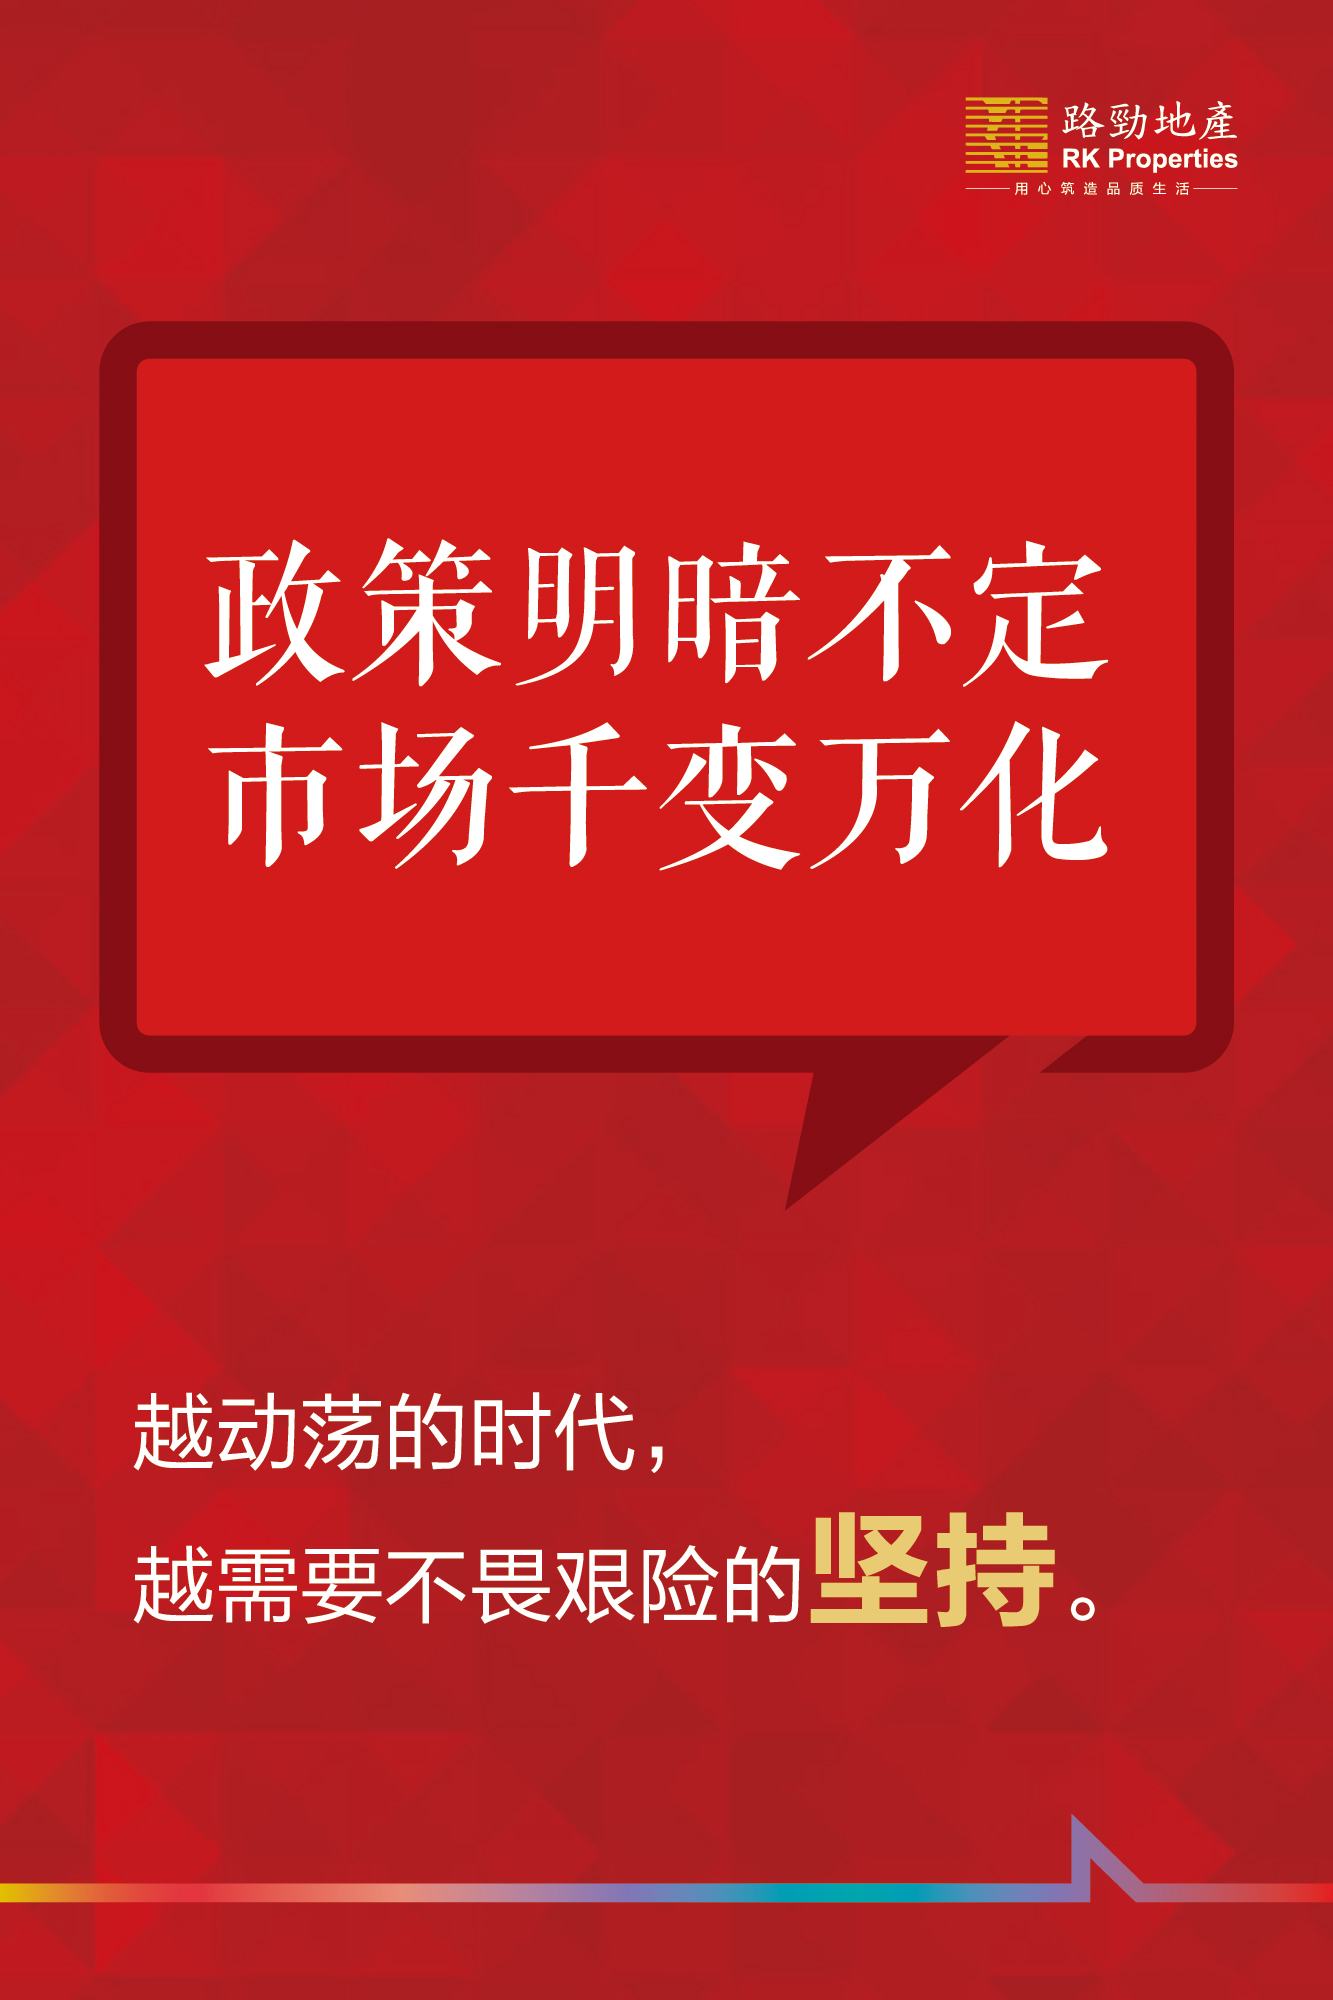 路勁地產
RK Properties
用心筑造品质生活
政策明暗不定
市场千变万化
越动荡的时代，
越需要不畏艰险的坚持。